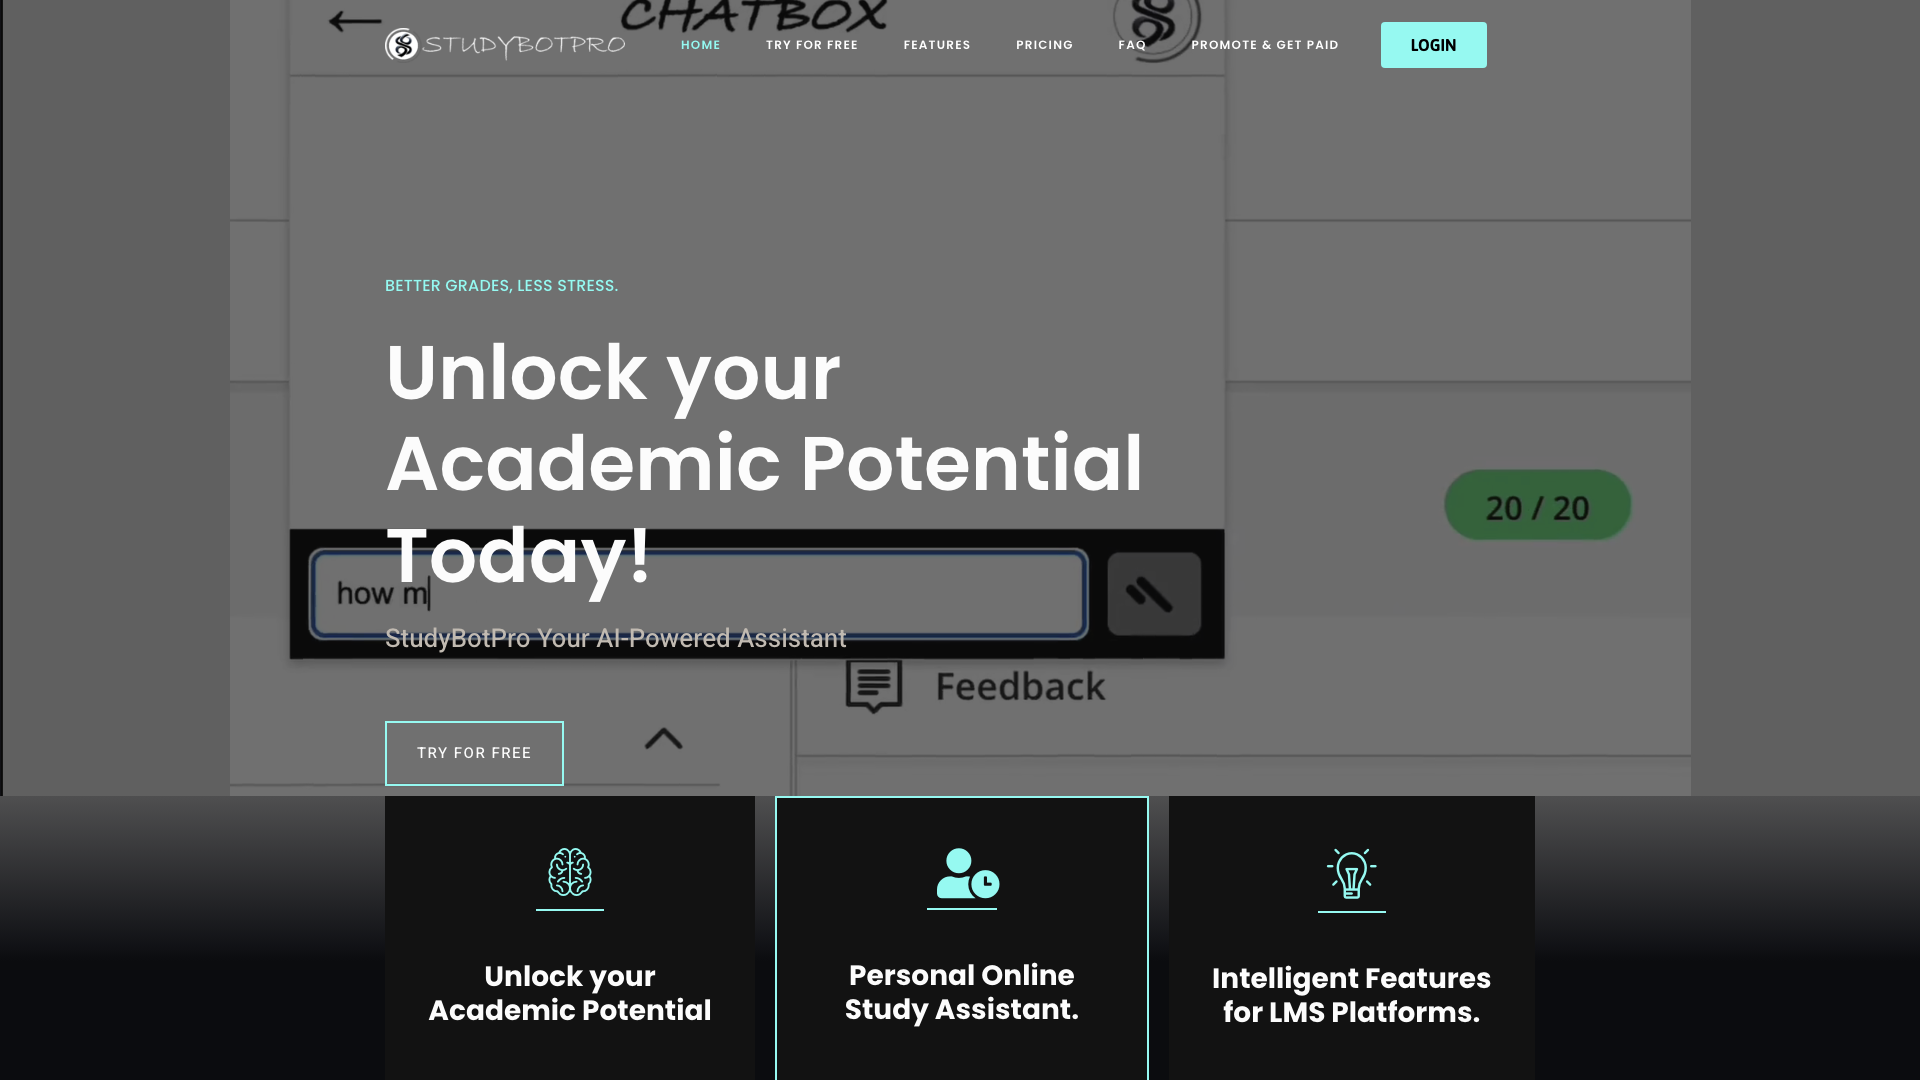 CHATBOX
STUDYBOTPRO
HOME
TRY FOR FREE
FEATURES
PRICING
FAQ
PROMOTE & GET PAID
LOGIN
BETTER GRADES, LESS STRESS.
Unlock your
Academic Potential
Today!
20 / 20
how m
StudyBotPro Your AI-Powered Assistant
Feedback
TRY FOR FREE
Unlock your
Academic Potential
Personal Online
Study Assistant.
Intelligent Features
for LMS Platforms.